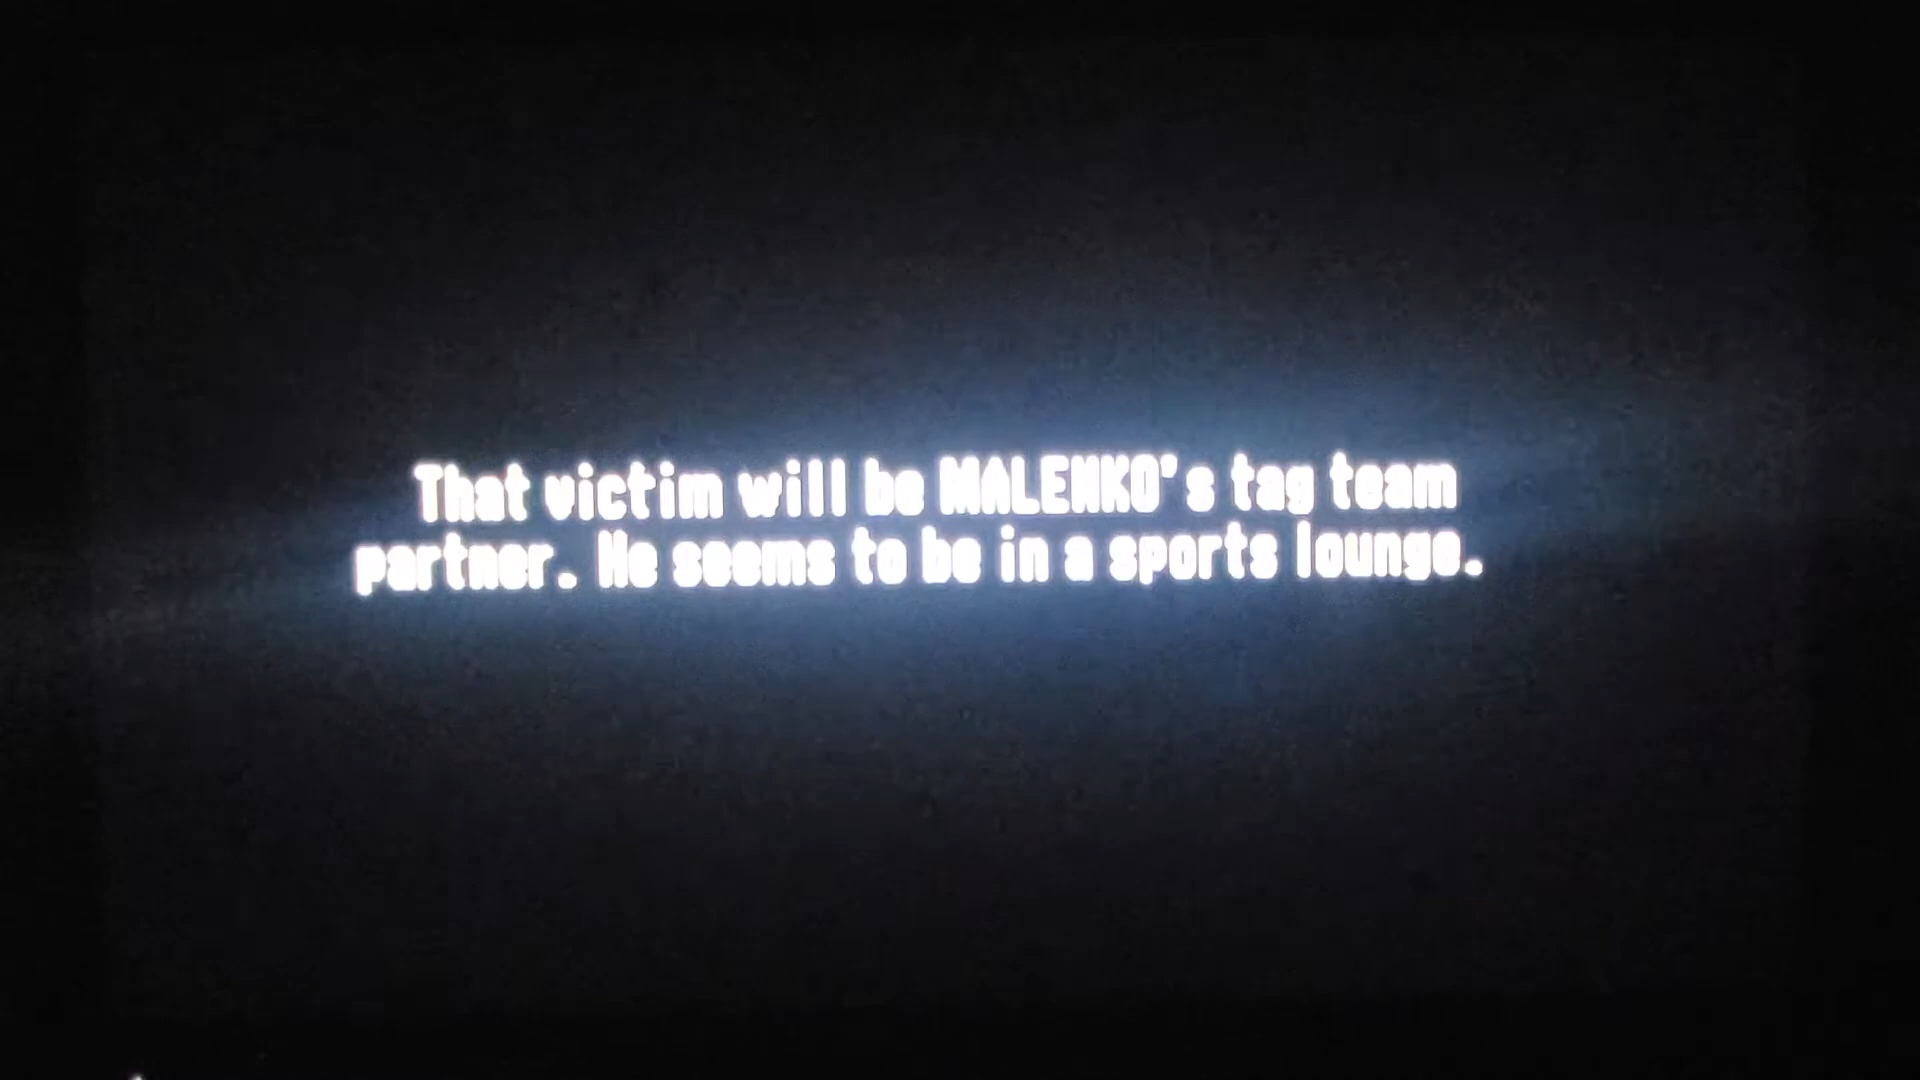 That victim will be MALENKO's tag team
partner. He seems to be in a sports lounge.